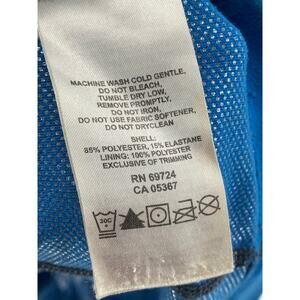 MACHINE WASH COLD GENTLE,
DO NOT BLEACH,
TUMBLE DRY LOW,
REMOVE PROMPTLY,
DO NOT IRON,
DO NOT USE FABRIC SOFTENER,
DO NOT DRYCLEAN
SHELL:
85% POLYESTER, 15% ELASTANE
LINING: 100% POLYESTER
EXCLUSIVE OF TRIMMING
RN 69724
CA 05367
30C